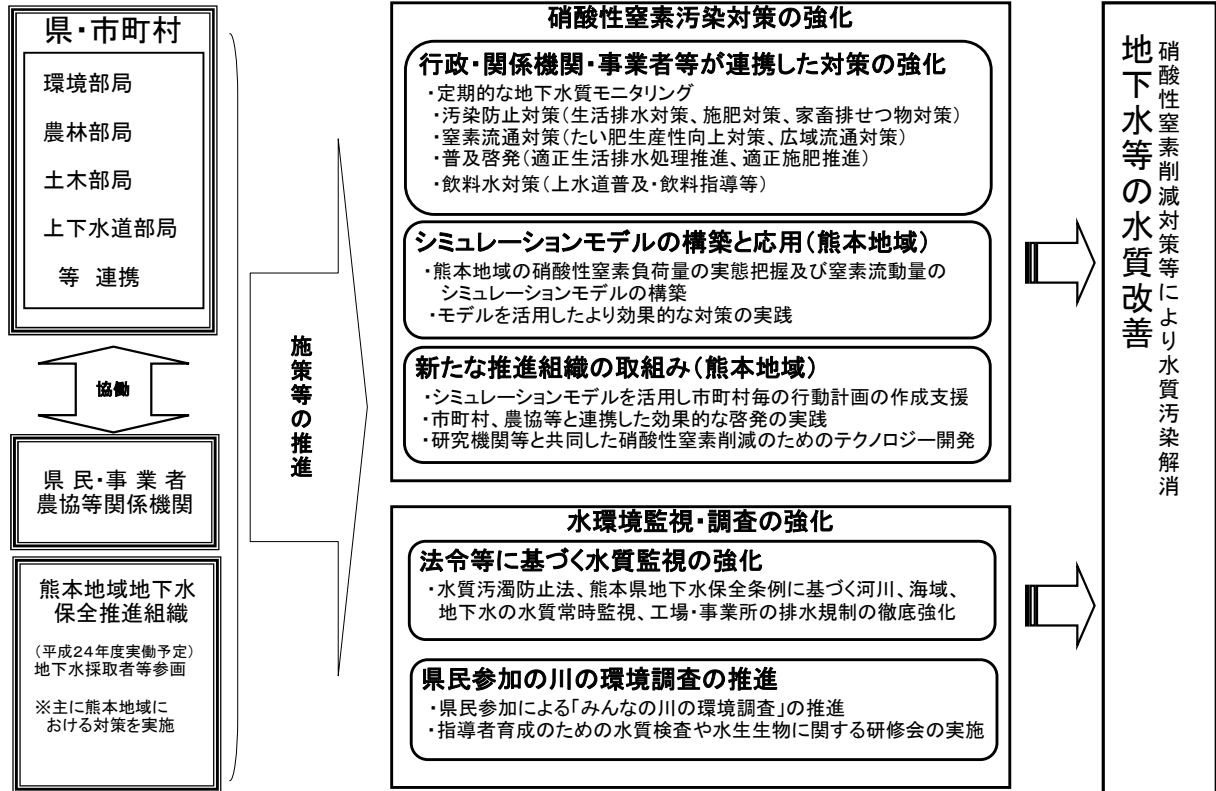 県・市町村
環境部局
農林部局
土木部局
上下水道部局
等 連携
協働
県 民・事 業 者
農協等関係機関
熊本地域地下水
保全推進組織
(平成24年度実働予定)
地下水採取者等参画
※主に熊本地域に
おける対策を実施
施策等の推進
硝酸性窒素汚染対策の強化
行政・関係機関・事業者等が連携した対策の強化
・定期的な地下水質モニタリング
・汚染防止対策(生活排水対策、施肥対策、家畜排せつ物対策)
・窒素流通対策(たい肥生産性向上対策、広域流通対策)
・普及啓発(適正生活排水処理推進、適正施肥推進)
・飲料水対策(上水道普及・飲料指導等)
シミュレーションモデルの構築と応用(熊本地域)
・熊本地域の硝酸性窒素負荷量の実態把握及び窒素流動量の
シミュレーションモデルの構築
・モデルを活用したより効果的な対策の実践
新たな推進組織の取組み(熊本地域)
・シミュレーションモデルを活用し市町村毎の行動計画の作成支援
・市町村、農協等と連携した効果的な啓発の実践
・研究機関等と共同した硝酸性窒素削減のためのテクノロジー開発
水環境監視・調査の強化
法令等に基づく水質監視の強化
・水質汚濁防止法、熊本県地下水保全条例に基づく河川、海域、
地下水の水質常時監視、工場・事業所の排水規制の徹底強化
県民参加の川の環境調査の推進
・県民参加による「みんなの川の環境調査」の推進
・指導者育成のための水質検査や水生生物に関する研修会の実施
硝酸性窒素削減対策等により水質汚染解消
地下水等の水質改善